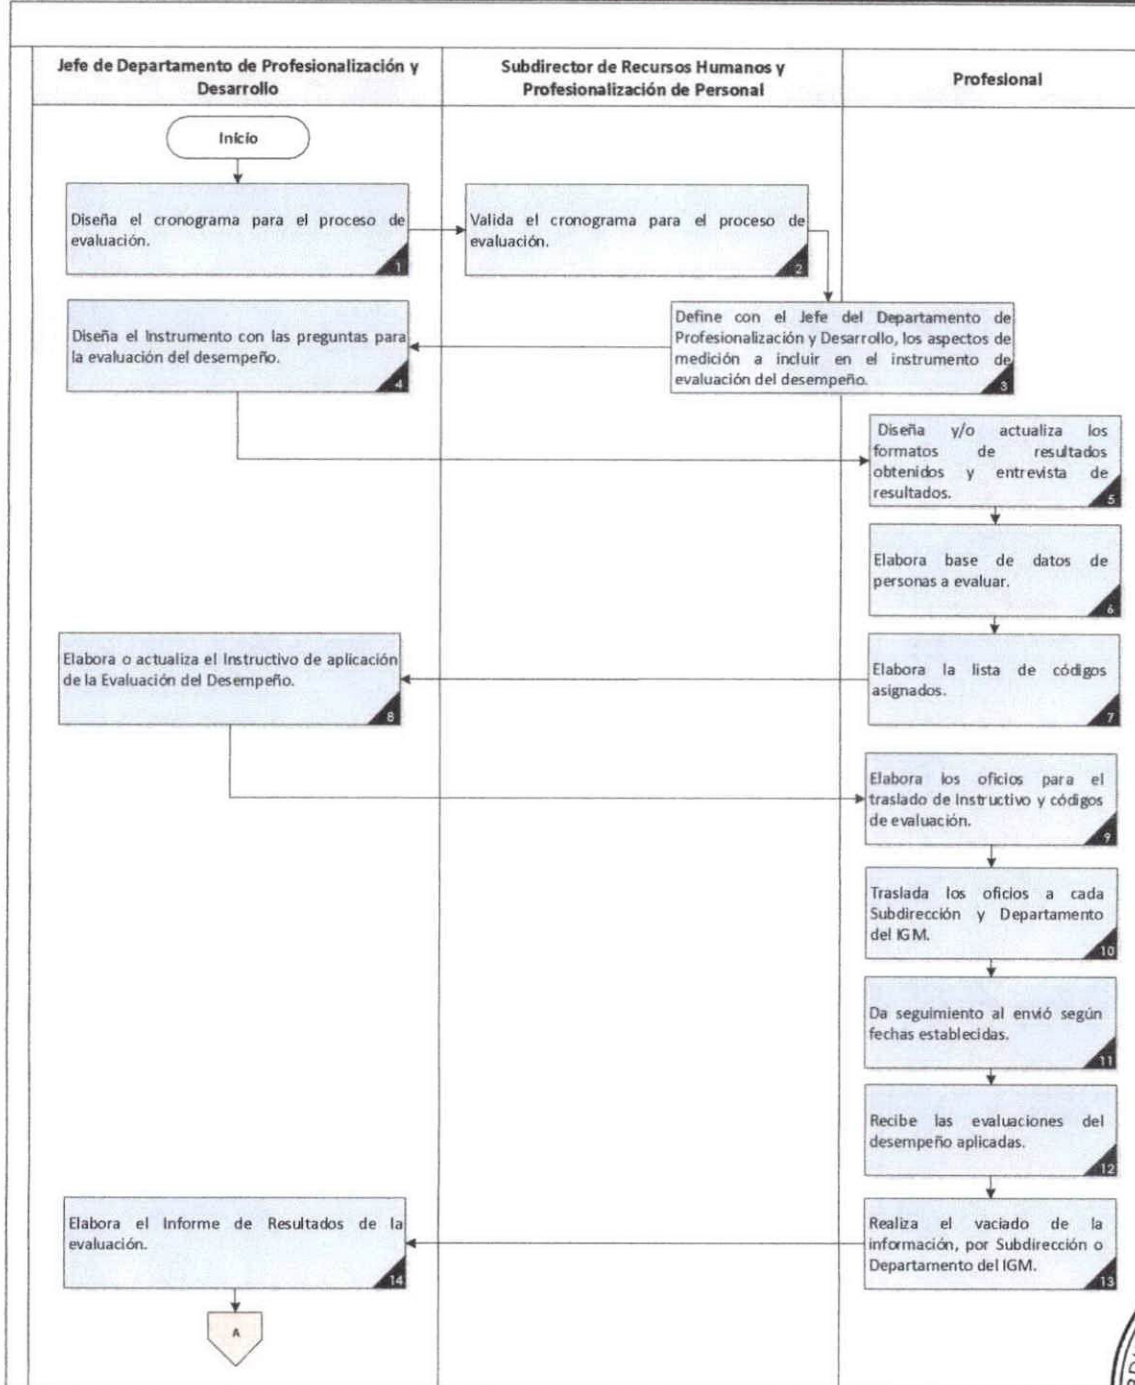 Jefe de Departamento de Profesionalización y
Desarrollo
Subdirector de Recursos Humanos y
Profesionalización de Personal
Profesional
Inicio
Diseña el cronograma para el proceso de
evaluación.
1
Valida el cronograma para el proceso de
evaluación.
2
Define con el Jefe del Departamento de
Profesionalización y Desarrollo, los aspectos de
medición a incluir en el instrumento de
evaluación del desempeño.
3
Diseña el Instrumento con las preguntas para
la evaluación del desempeño.
4
Diseña y/o actualiza los
formatos de resultados
obtenidos y entrevista de
resultados.
5
Elabora base de datos de
personas a evaluar.
6
Elabora la lista de códigos
asignados.
7
Elabora o actualiza el Instructivo de aplicación
de la Evaluación del Desempeño.
8
Elabora los oficios para el
traslado de Instructivo y códigos
de evaluación.
9
Traslada los oficios a cada
Subdirección y Departamento
del IGM.
10
Da seguimiento al envió según
fechas establecidas.
11
Recibe las evaluaciones del
desempeño aplicadas.
12
Realiza el vaciado de la
información, por Subdirección o
Departamento del IGM.
13
Elabora el Informe de Resultados de la
evaluación.
14
A